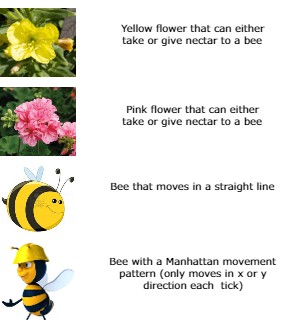 Yellow flower that can either
take or give nectar to a bee
Pink flower that can either
take or give nectar to a bee
Bee that moves in a straight line
Bee with a Manhattan movement
pattern (only moves in x or y
direction each tick)